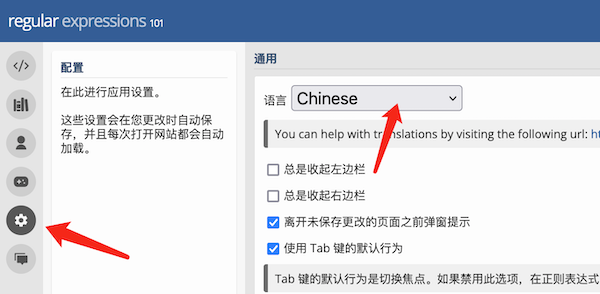 regular expressions 101
配置
在此进行应用设置。
这些设置会在您更改时自动保
存，并且每次打开网站都会自动
加载。
通用
语言 Chinese
You can help with translations by visiting the following url: h
总是收起左边栏
总是收起右边栏
离开未保存更改的页面之前弹窗提示
使用 Tab 键的默认行为
Tab 键的默认行为是切换焦点。如果禁用此选项，在正则表达式